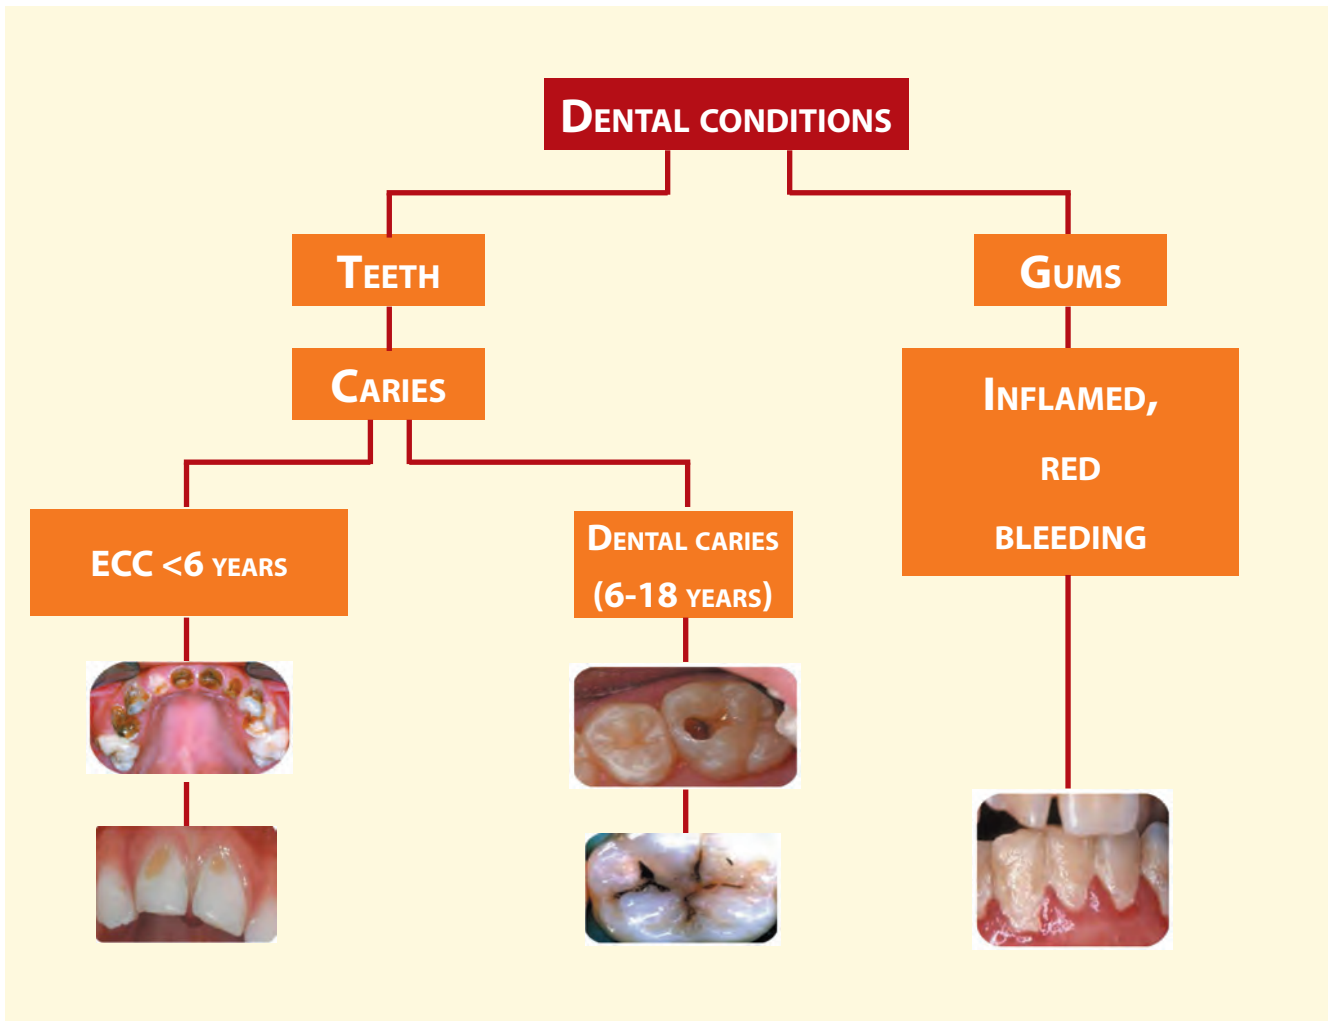 Dental conditions
Teeth
Gums
Caries
Inflamed,
red
bleeding
ECC <6 years
Dental caries
(6-18 years)